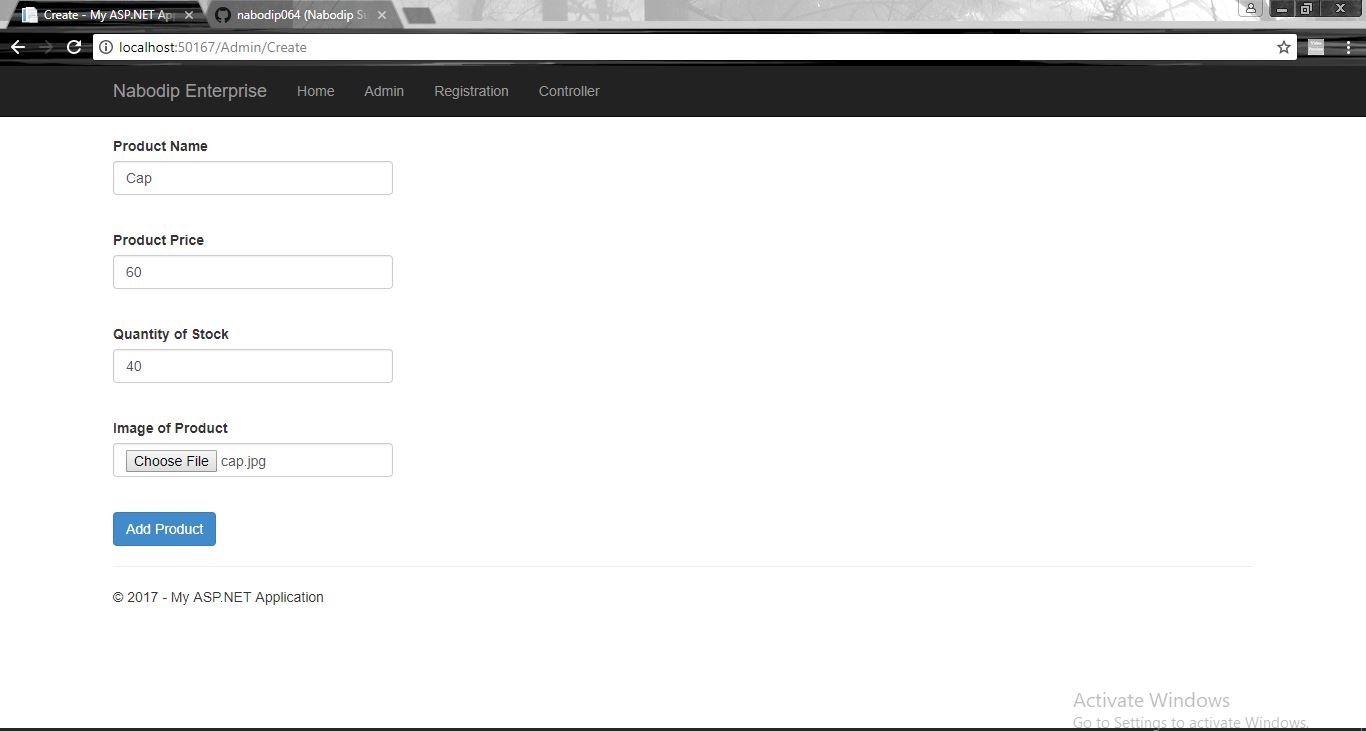 Create - My ASP.NET Ap
nabodip064 (Nabodip Su
localhost:50167/Admin/Create
Nabodip Enterprise Home Admin Registration Controller
Product Name
Cap
Product Price
60
Quantity of Stock
40
Image of Product
Choose File cap.jpg
Add Product
© 2017 - My ASP.NET Application
Activate Windows
Go to Settings to activate Windows.